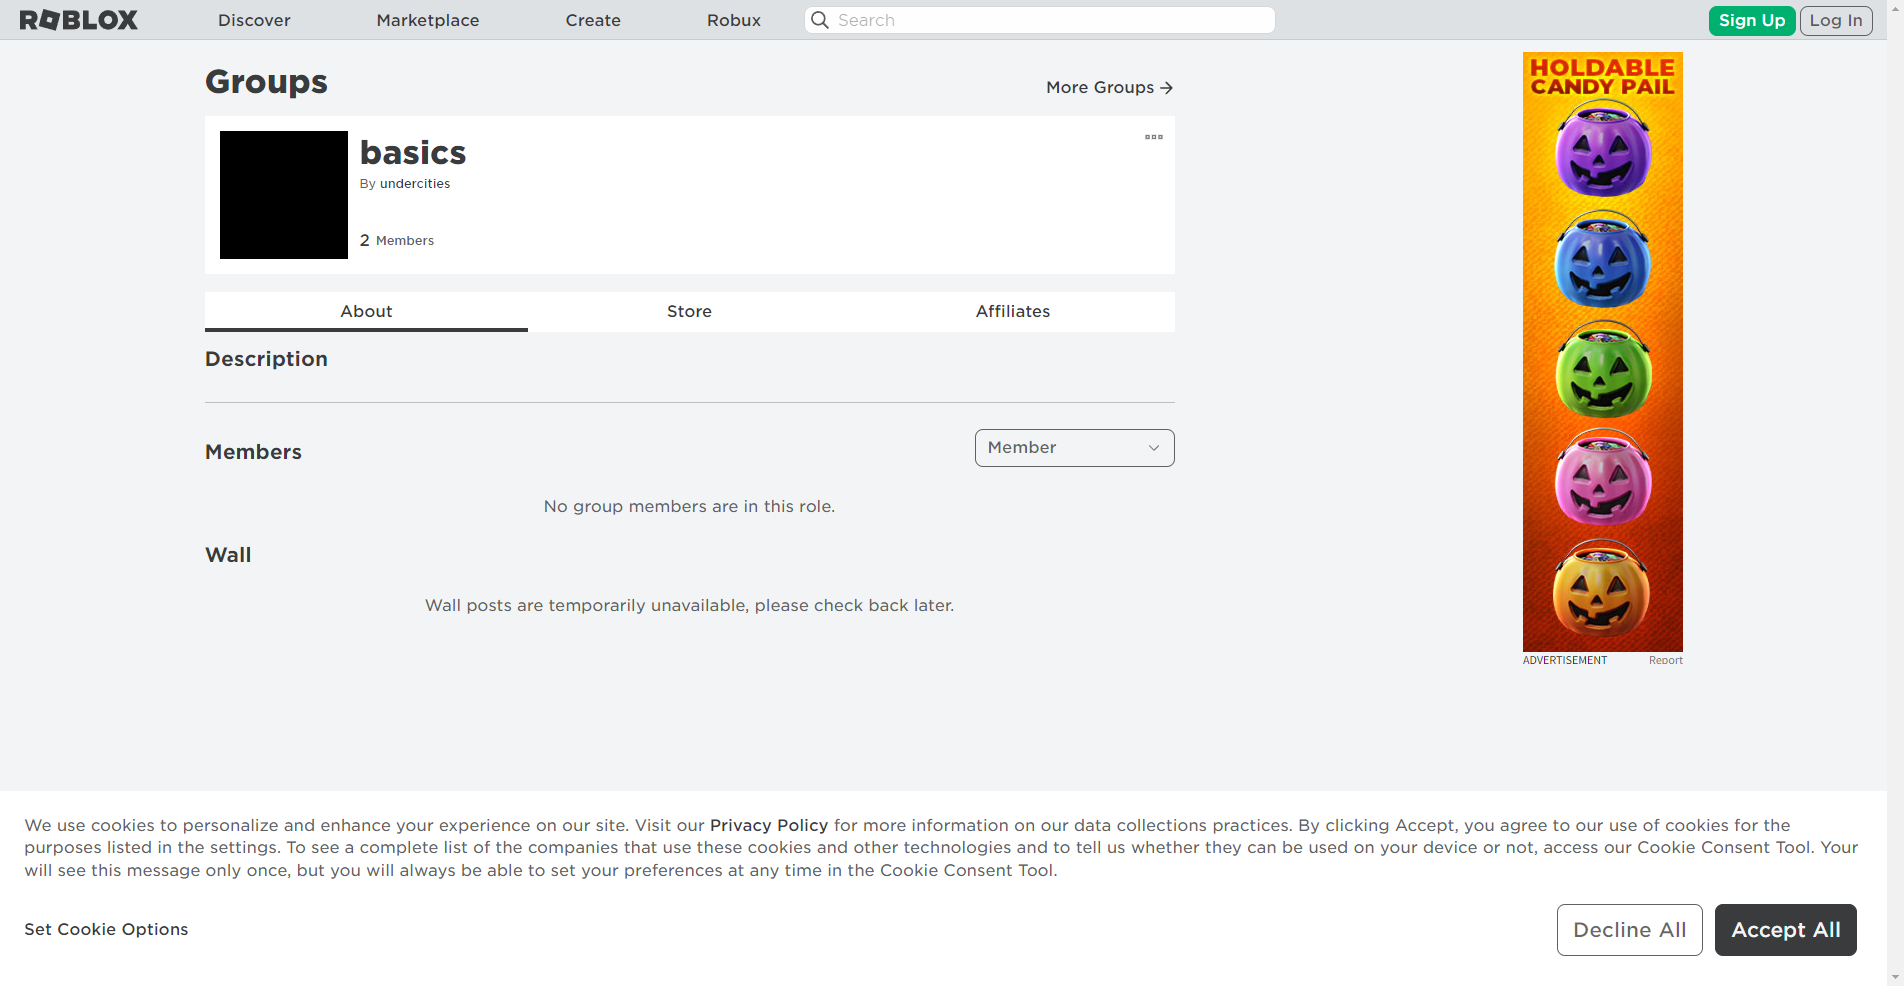 ROBLOX
Discover
Marketplace
Create
Robux
Search
Sign Up
Log In
Groups
More Groups
basics
By undercities
2 Members
About
Store
Affiliates
Description
Members
Member
No group members are in this role.
Wall
Wall posts are temporarily unavailable, please check back later.
HOLDABLE
CANDY PAIL
ADVERTISEMENT
Report
We use cookies to personalize and enhance your experience on our site. Visit our Privacy Policy for more information on our data collections practices. By clicking Accept, you agree to our use of cookies for the
purposes listed in the settings. To see a complete list of the companies that use these cookies and other technologies and to tell us whether they can be used on your device or not, access our Cookie Consent Tool. Your
will see this message only once, but you will always be able to set your preferences at any time in the Cookie Consent Tool.
Set Cookie Options
Decline All
Accept All